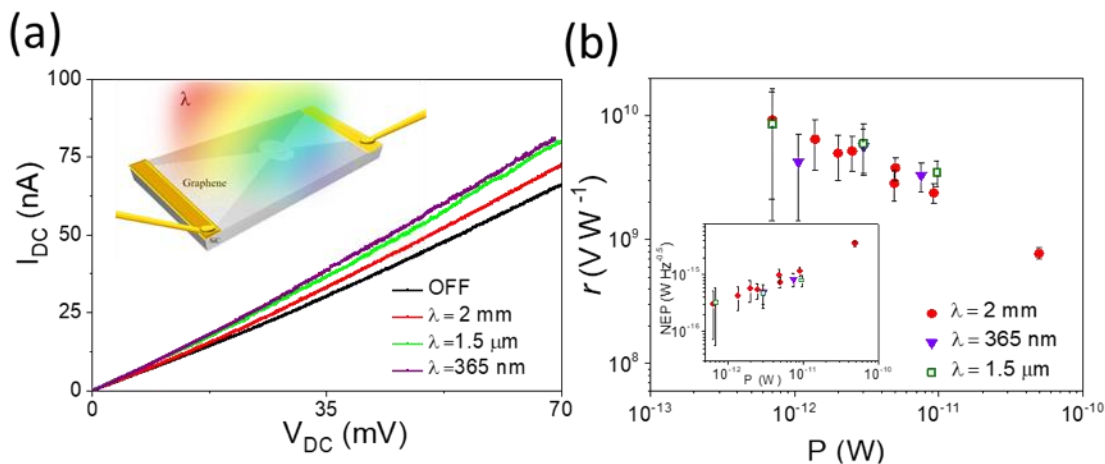 (a)
100
75
50
25
0
I_DC (nA)
λ
Graphene
OFF
λ = 2 mm
λ =1.5 μm
λ =365 nm
0
35
70
V_DC (mV)
(b)
10^10
10^9
10^8
r (V W^-1)
NEP (W Hz^-0.5)
10^-15
10^-16
10^-12
10^-11
10^-10
P (W)
λ = 2 mm
λ = 365 nm
λ = 1.5 μm
10^-13
10^-12
10^-11
10^-10
P (W)